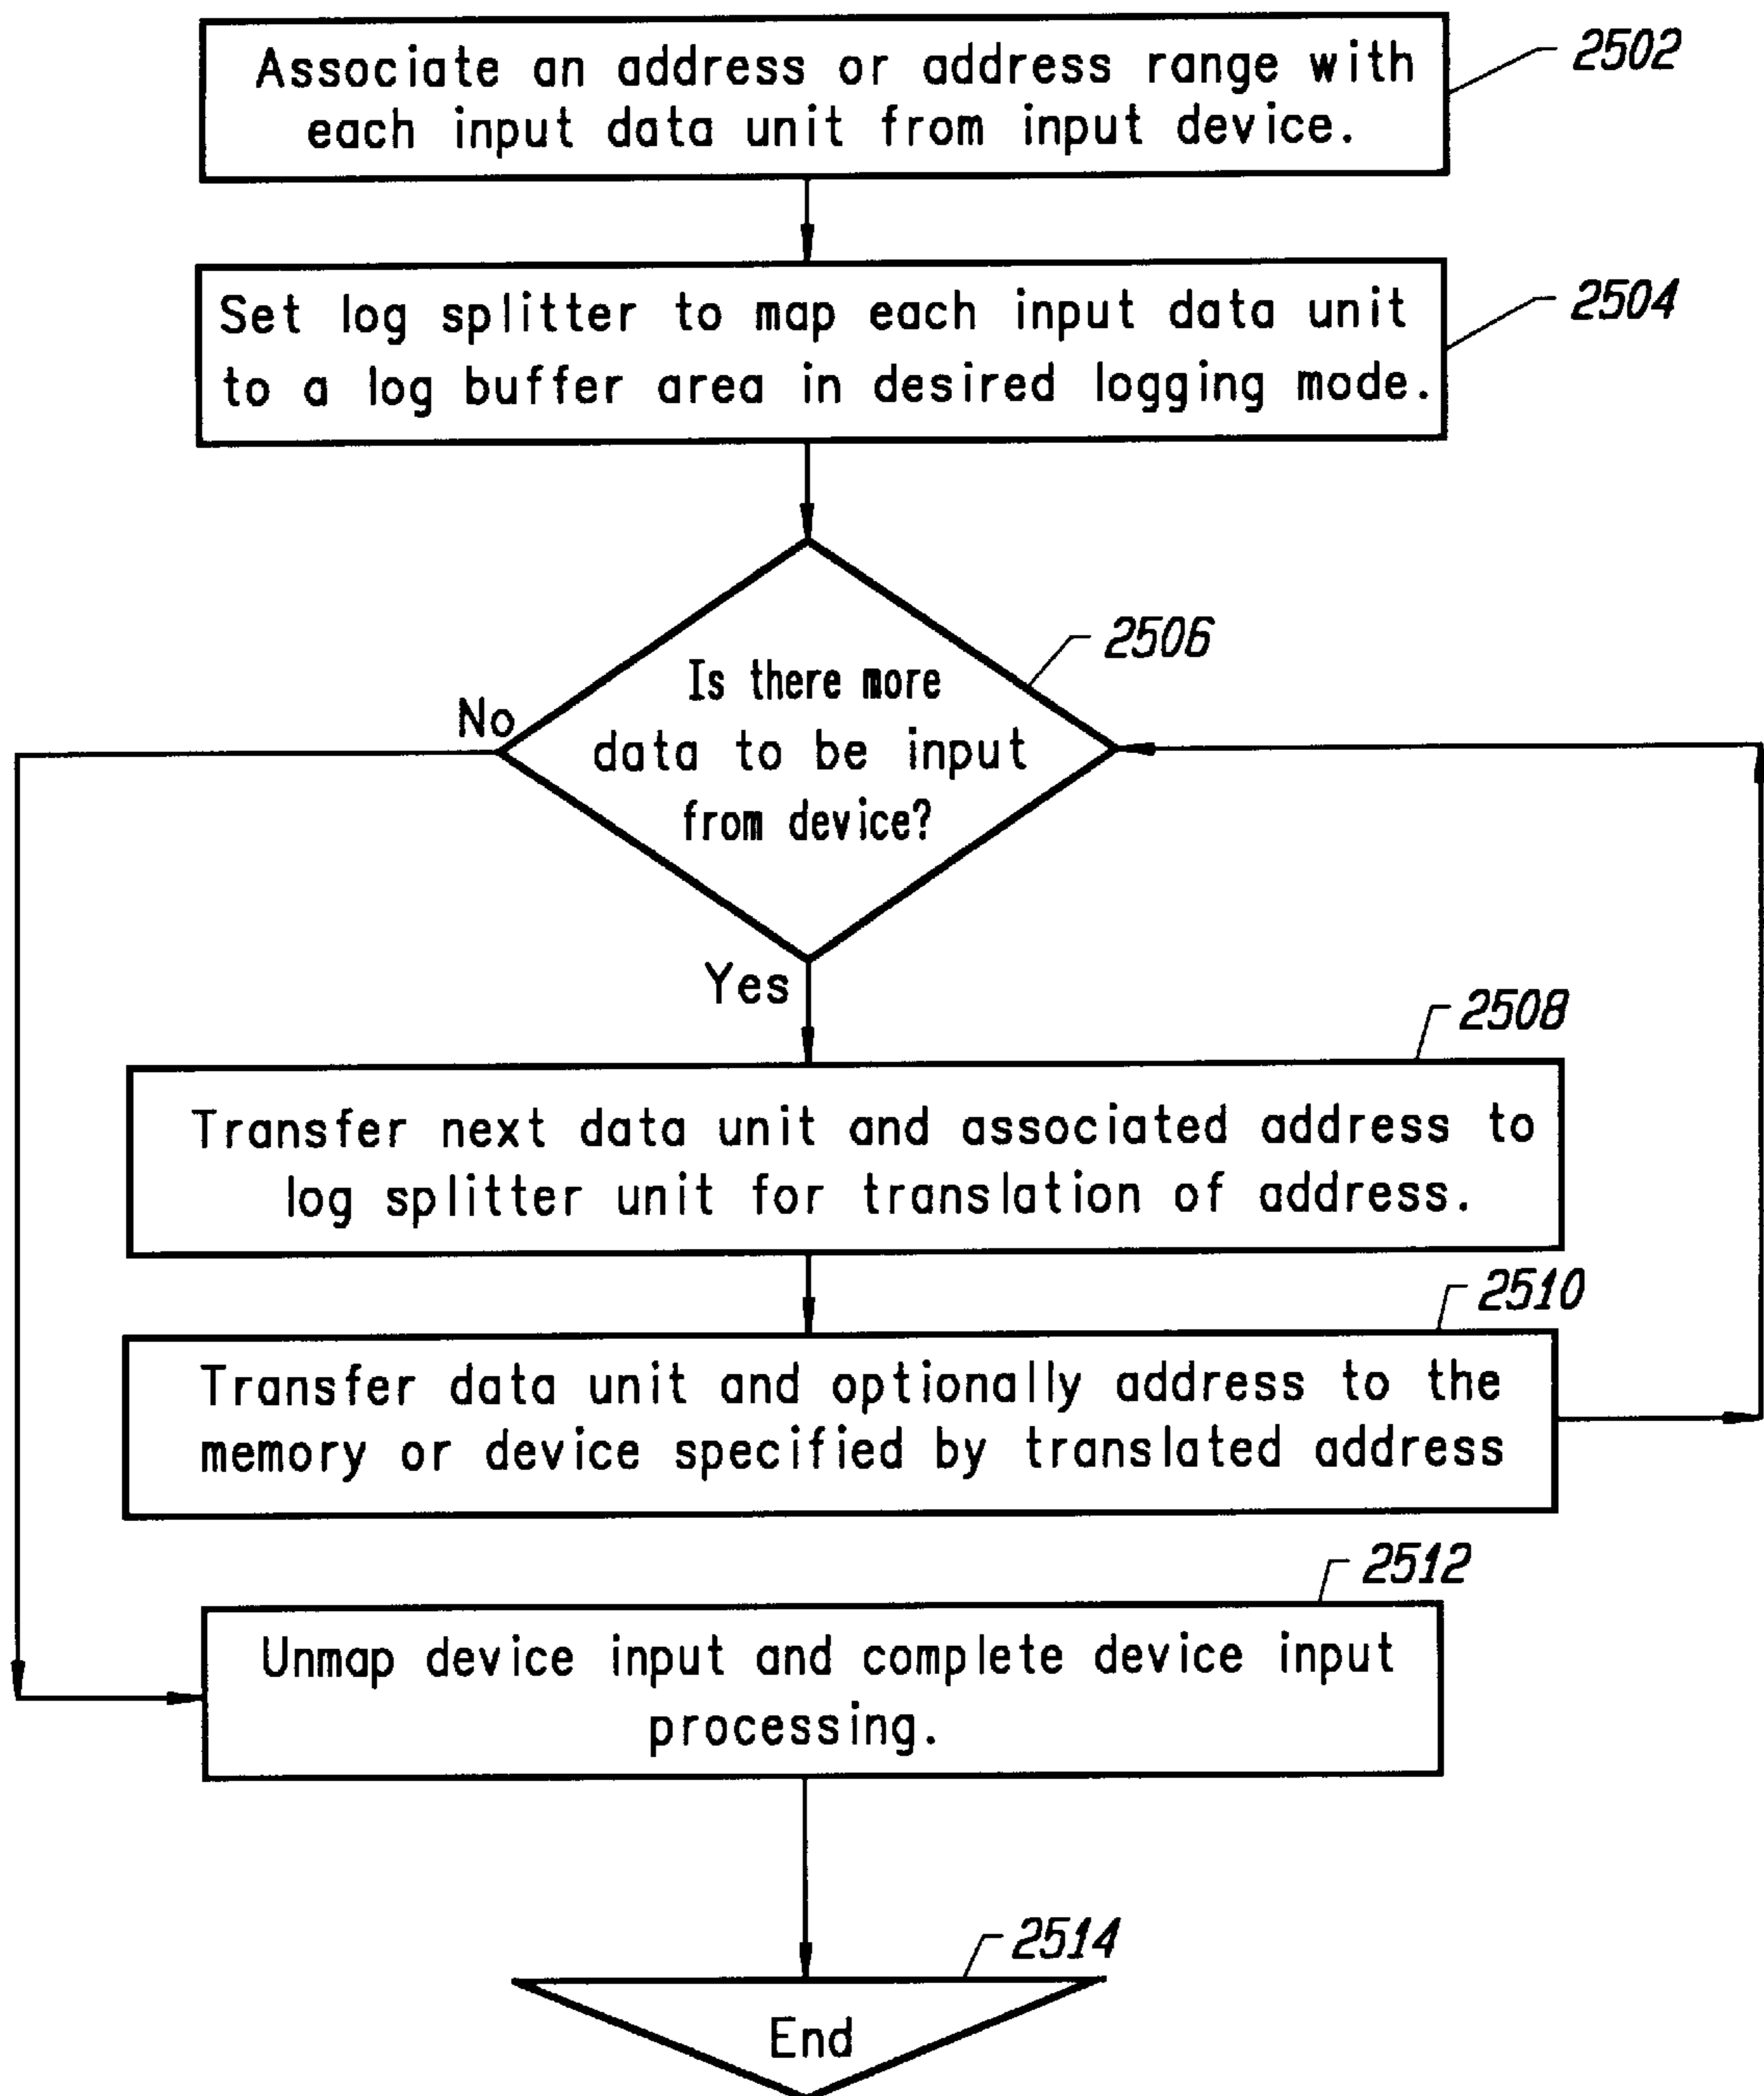 Associate an address or address range with
each input data unit from input device.
2502
Set log splitter to map each input data unit
to a log buffer area in desired logging mode.
2504
2506
Is there more
data to be input
from device?
No
Yes
2508
Transfer next data unit and associated address to
log splitter unit for translation of address.
2510
Transfer data unit and optionally address to the
memory or device specified by translated address
2512
Unmap device input and complete device input
processing.
2514
End